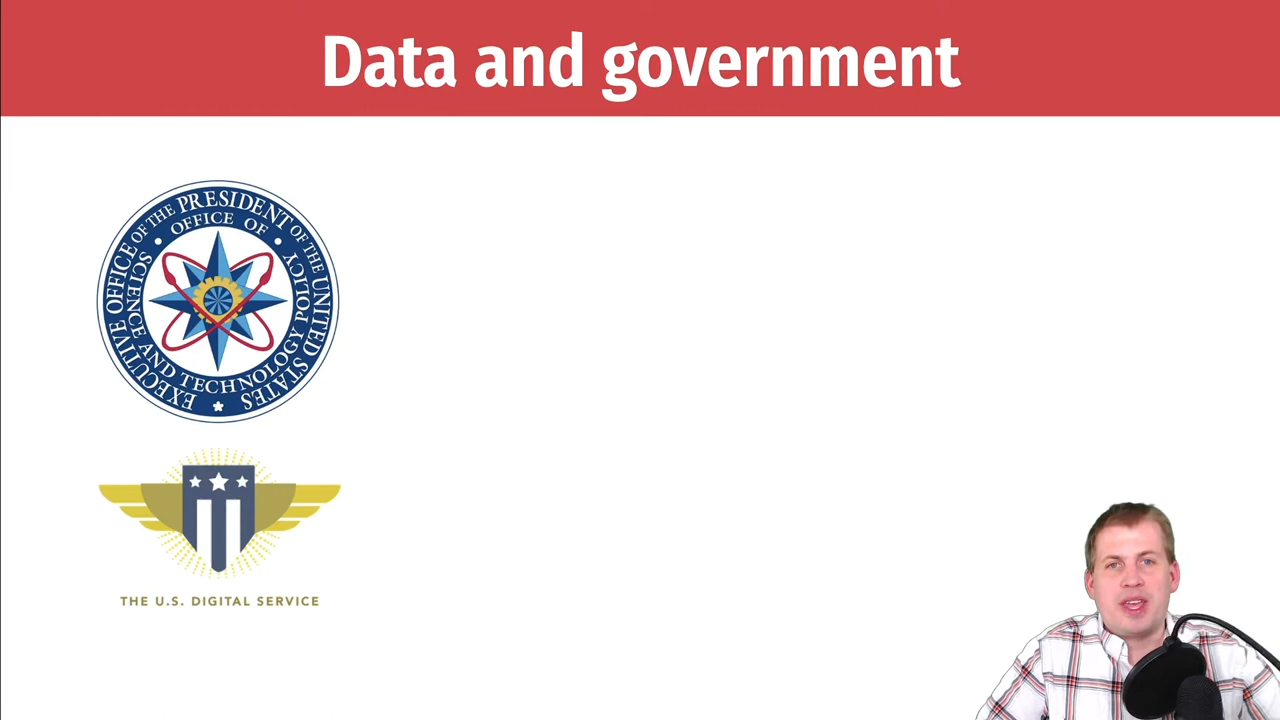 Data and government
EXECUTIVE OFFICE OF THE PRESIDENT OF THE UNITED STATES
OFFICE OF
SCIENCE AND TECHNOLOGY POLICY
THE U.S. DIGITAL SERVICE